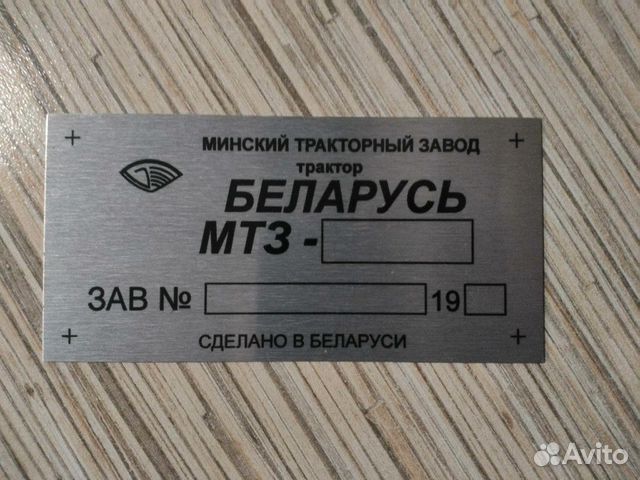 МИНСКИЙ ТРАКТОРНЫЙ ЗАВОД
трактор
БЕЛАРУСЬ
МТЗ -
ЗАВ № 19
СДЕЛАНО В БЕЛАРУСИ
Avito